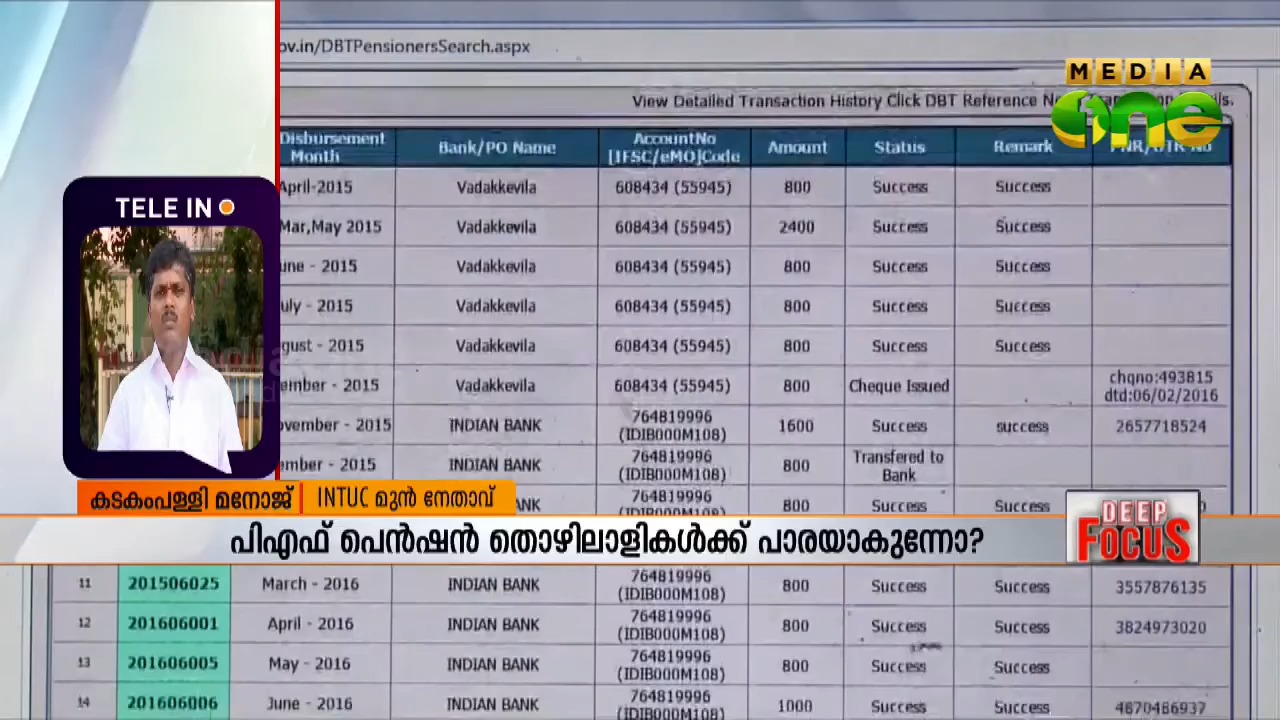 ov.in/DBTPensionersSearch.aspx
MEDIA one
View Detailed Transaction History Click DBT Reference No
Disbursement Month Bank/PO Name AccountNo [IFSC/eMO]Code Amount Status Remark
April-2015 Vadakkevila 608434 (55945) 800 Success Success
Mar,May 2015 Vadakkevila 608434 (55945) 2400 Success Success
une - 2015 Vadakkevila 608434 (55945) 800 Success Success
uly - 2015 Vadakkevila 608434 (55945) 800 Success Success
gust - 2015 Vadakkevila 608434 (55945) 800 Success Success
ember - 2015 Vadakkevila 608434 (55945) 800 Cheque Issued chqno:493815 dtd:06/02/2016
ovember - 2015 INDIAN BANK 764819996 (IDIB000M108) 1600 Success success 2657718524
ember - 2015 INDIAN BANK 764819996 (IDIB000M108) 800 Transfered to Bank
ANK 764819996 (IDIB000M108) 800 Success Success
TELE IN
കടകംപള്ളി മനോജ് INTUC മുൻ നേതാവ്
പിഎഫ് പെൻഷൻ തൊഴിലാളികൾക്ക് പാരയാകുന്നോ?
DEEP FOCUS
11 201506025 March - 2016 INDIAN BANK 764819996 (IDIB000M108) 800 Success Success 3557876135
12 201606001 April - 2016 INDIAN BANK 764819996 (IDIB000M108) 800 Success Success 3824973020
13 201606005 May - 2016 INDIAN BANK 764819996 (IDIB000M108) 800 Success Success
14 201606006 June - 2016 INDIAN BANK 764819996 (IDIB000M108) 1000 Success Success 4870486937